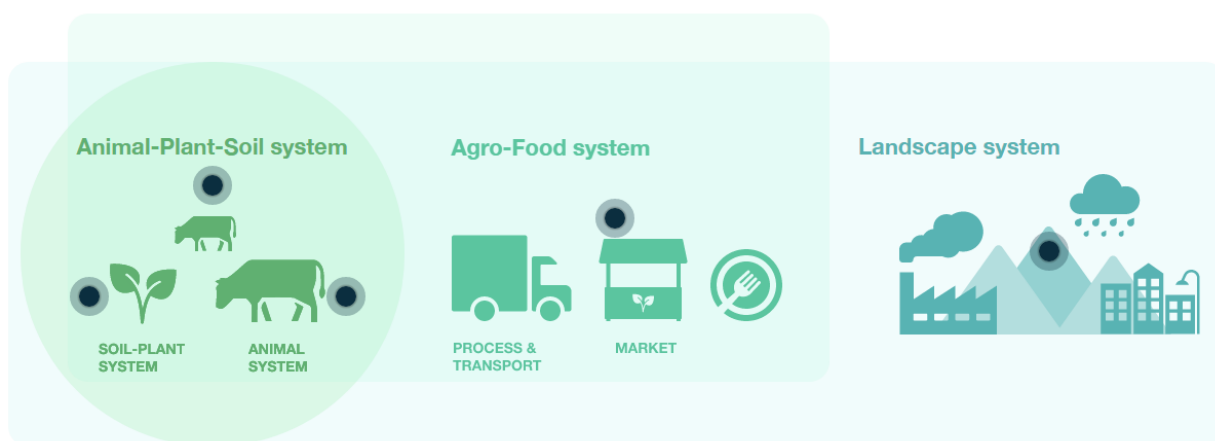 Animal-Plant-Soil system
Agro-Food system
Landscape system
SOIL-PLANT
SYSTEM
ANIMAL
SYSTEM
PROCESS &
TRANSPORT
MARKET